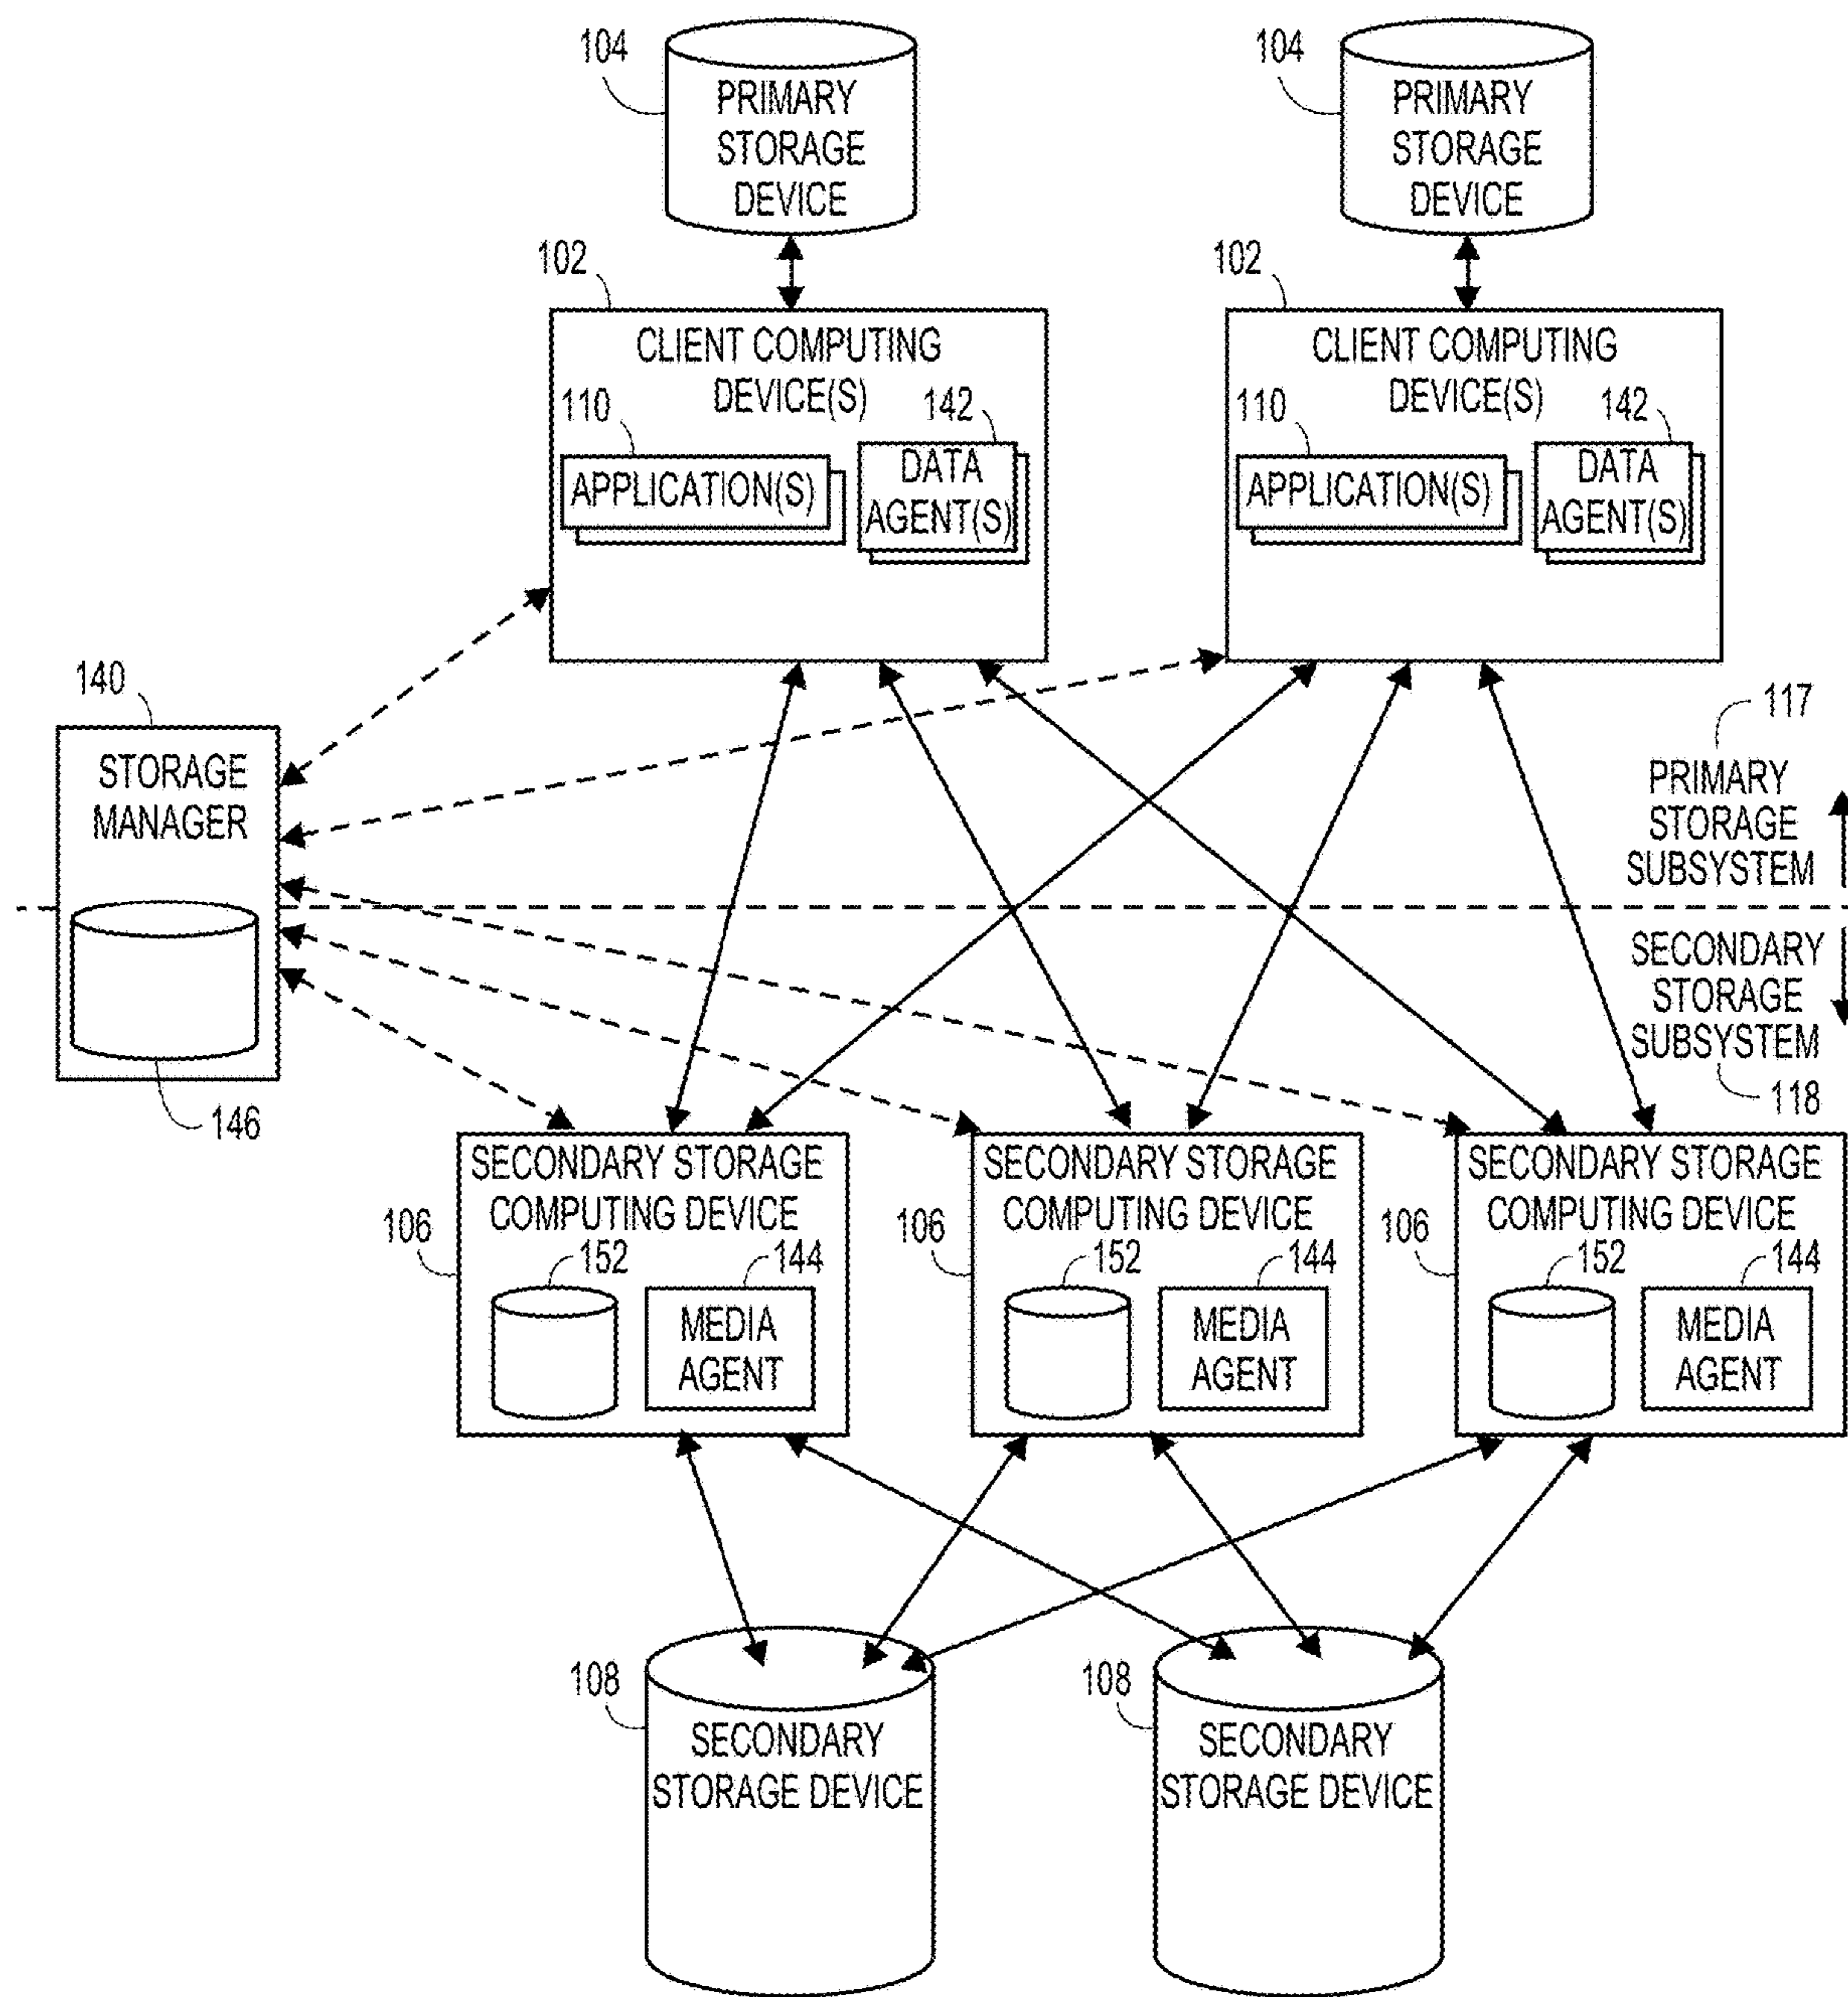 104
PRIMARY
STORAGE
DEVICE
104
PRIMARY
STORAGE
DEVICE
102
CLIENT COMPUTING
DEVICE(S)
110
142
APPLICATION(S)
DATA
AGENT(S)
102
CLIENT COMPUTING
DEVICE(S)
110
142
APPLICATION(S)
DATA
AGENT(S)
140
STORAGE
MANAGER
146
117
PRIMARY
STORAGE
SUBSYSTEM
SECONDARY
STORAGE
SUBSYSTEM
118
SECONDARY STORAGE
COMPUTING DEVICE
106
152
144
MEDIA
AGENT
SECONDARY STORAGE
COMPUTING DEVICE
106
152
144
MEDIA
AGENT
SECONDARY STORAGE
COMPUTING DEVICE
106
152
144
MEDIA
AGENT
108
SECONDARY
STORAGE DEVICE
108
SECONDARY
STORAGE DEVICE